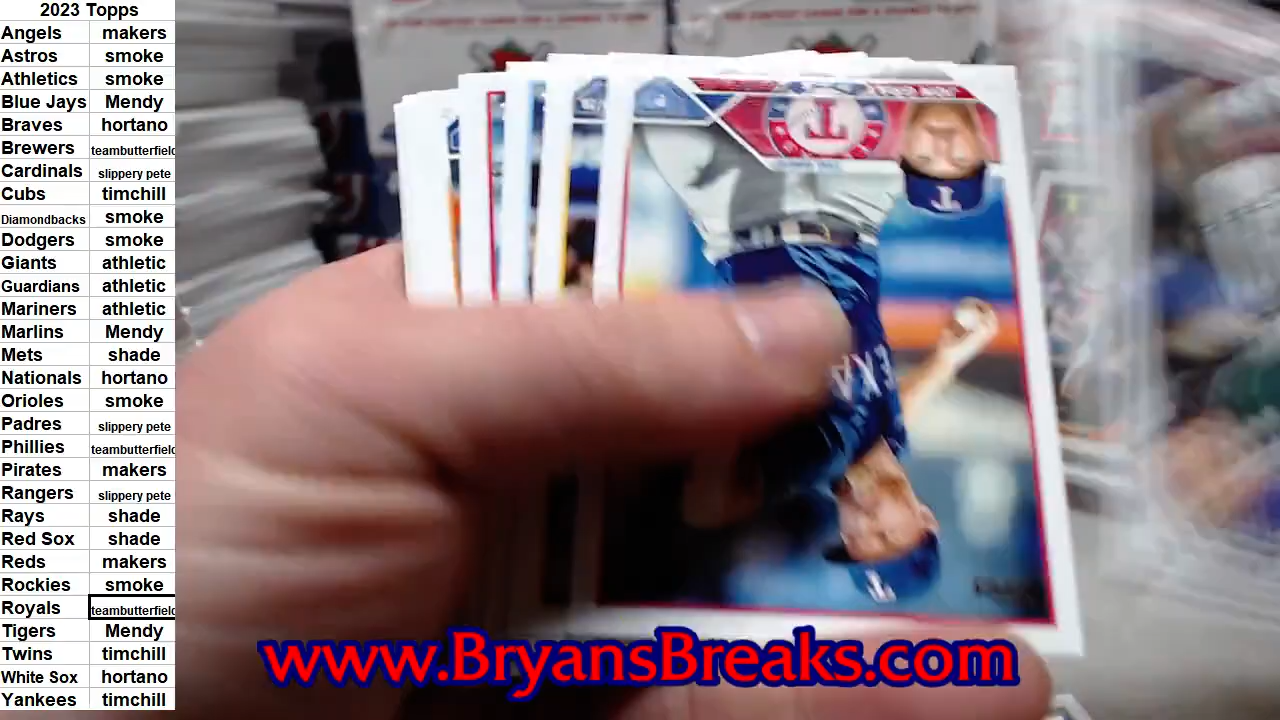 2023 Topps
Angels makers
Astros smoke
Athletics smoke
Blue Jays Mendy
Braves hortano
Brewers teambutterfield
Cardinals slippery pete
Cubs timchill
Diamondbacks smoke
Dodgers smoke
Giants athletic
Guardians athletic
Mariners athletic
Marlins Mendy
Mets shade
Nationals hortano
Orioles smoke
Padres slippery pete
Phillies teambutterfield
Pirates makers
Rangers slippery pete
Rays shade
Red Sox shade
Reds makers
Rockies smoke
Royals teambutterfield
Tigers Mendy
Twins timchill
White Sox hortano
Yankees timchill
T
T
EXA
T
www.BryansBreaks.com